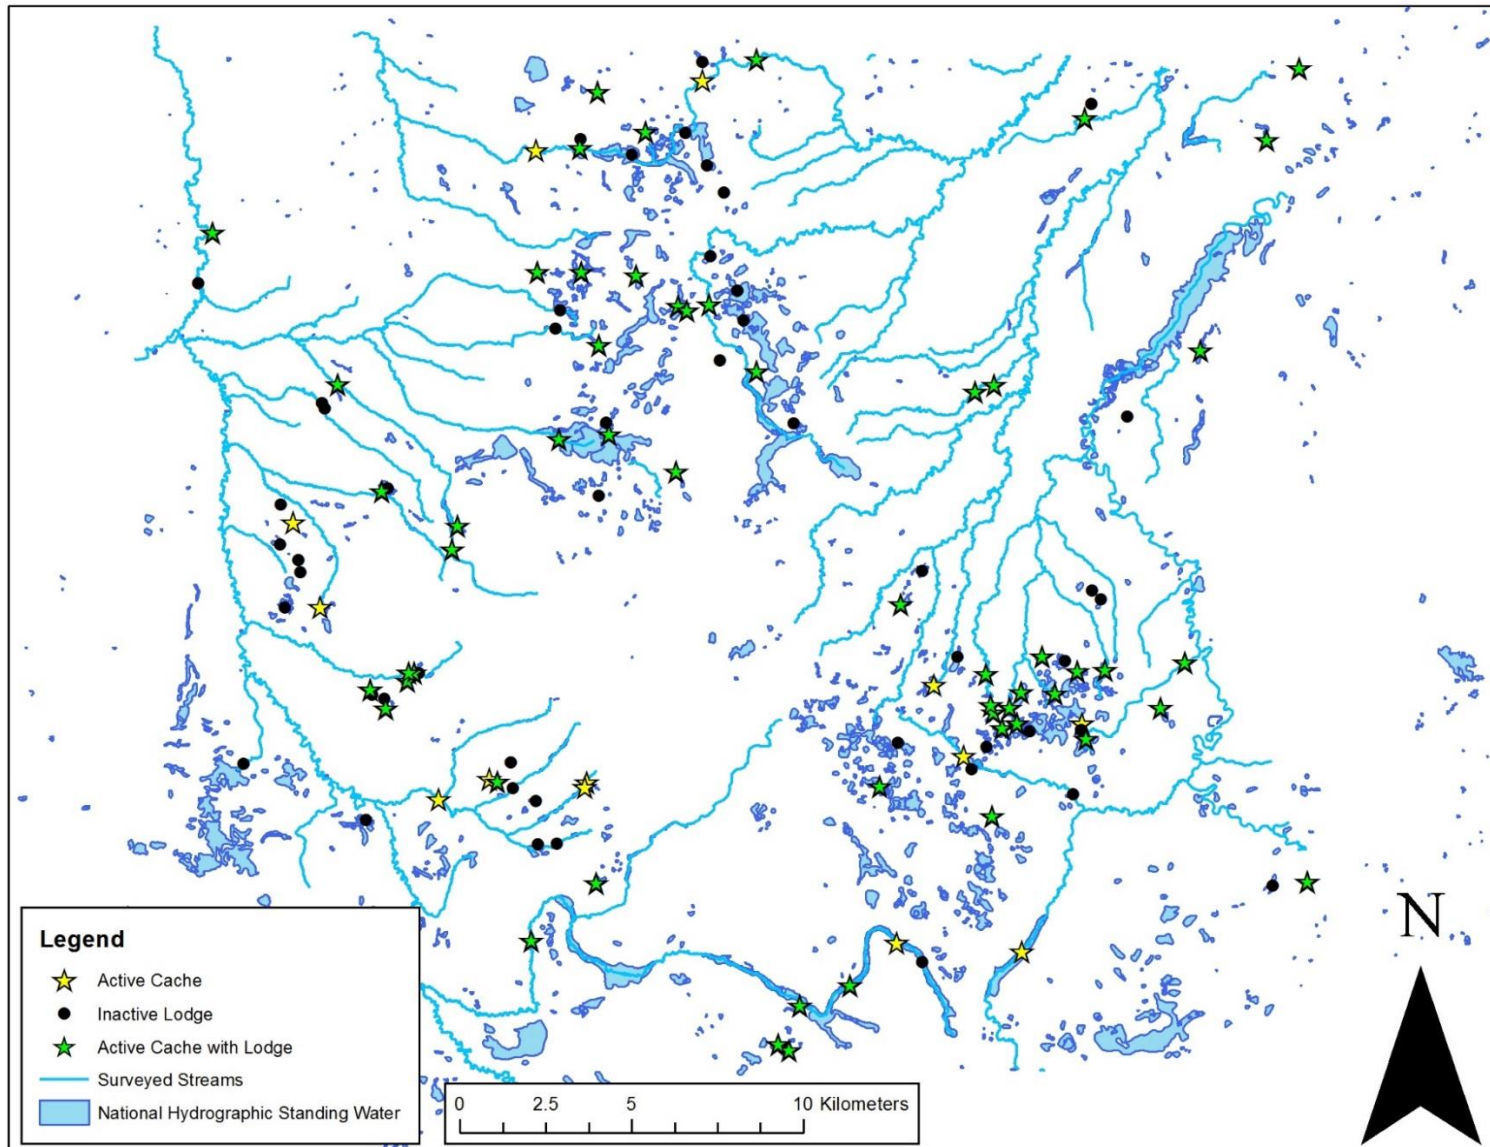 N
Legend
Active Cache
Inactive Lodge
Active Cache with Lodge
Surveyed Streams
National Hydrographic Standing Water
0 2.5 5 10 Kilometers